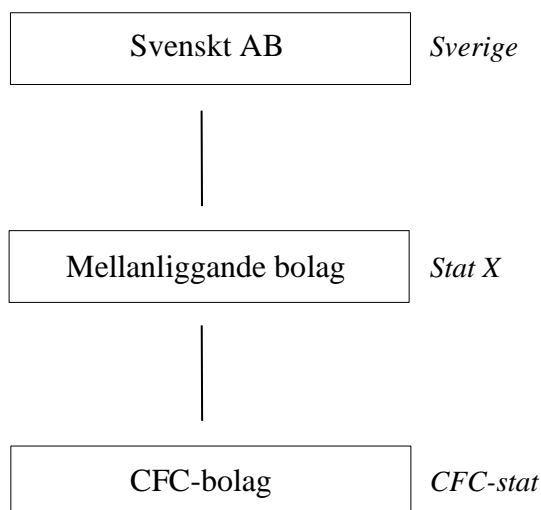 Svenskt AB Sverige
Mellanliggande bolag Stat X
CFC-bolag CFC-stat